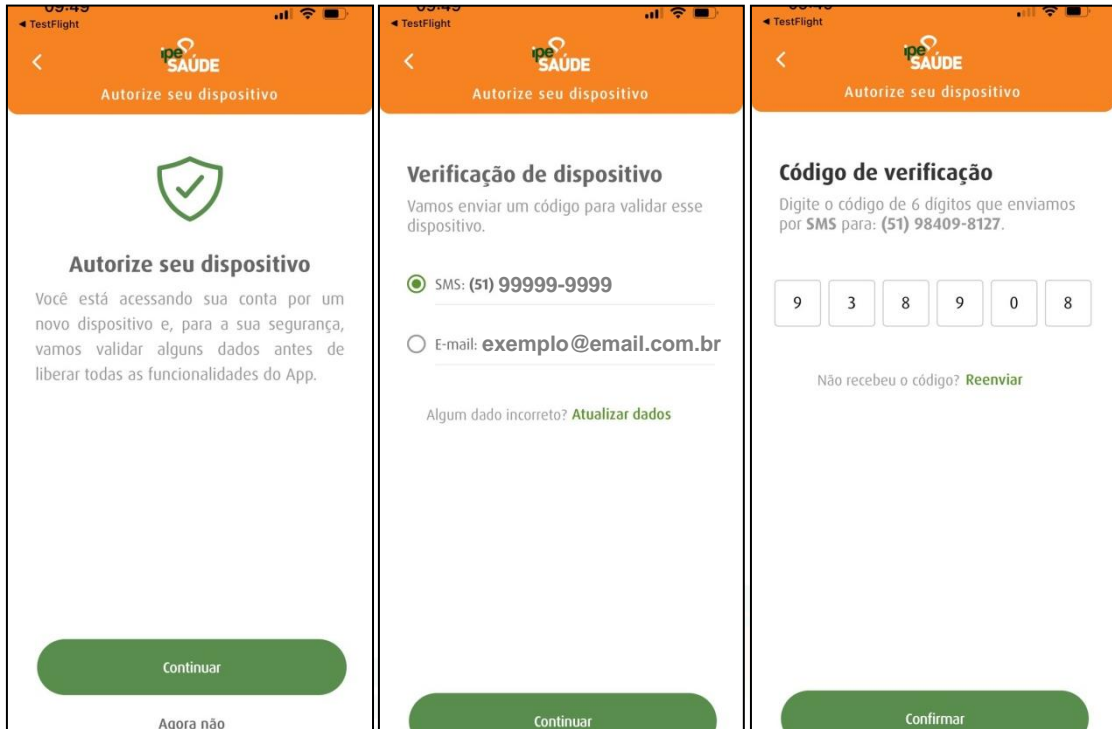 09:49
◄ TestFlight
ipe
SAÚDE
Autorize seu dispositivo
Autorize seu dispositivo
Você está acessando sua conta por um
novo dispositivo e, para a sua segurança,
vamos validar alguns dados antes de
liberar todas as funcionalidades do App.
Continuar
Agora não
09:49
◄ TestFlight
ipe
SAÚDE
Autorize seu dispositivo
Verificação de dispositivo
Vamos enviar um código para validar esse
dispositivo.
SMS: (51) 99999-9999
E-mail: exemplo@email.com.br
Algum dado incorreto? Atualizar dados
Continuar
◄ TestFlight
ipe
SAÚDE
Autorize seu dispositivo
Código de verificação
Digite o código de 6 dígitos que enviamos
por SMS para: (51) 98409-8127.
9 3 8 9 0 8
Não recebeu o código? Reenviar
Confirmar